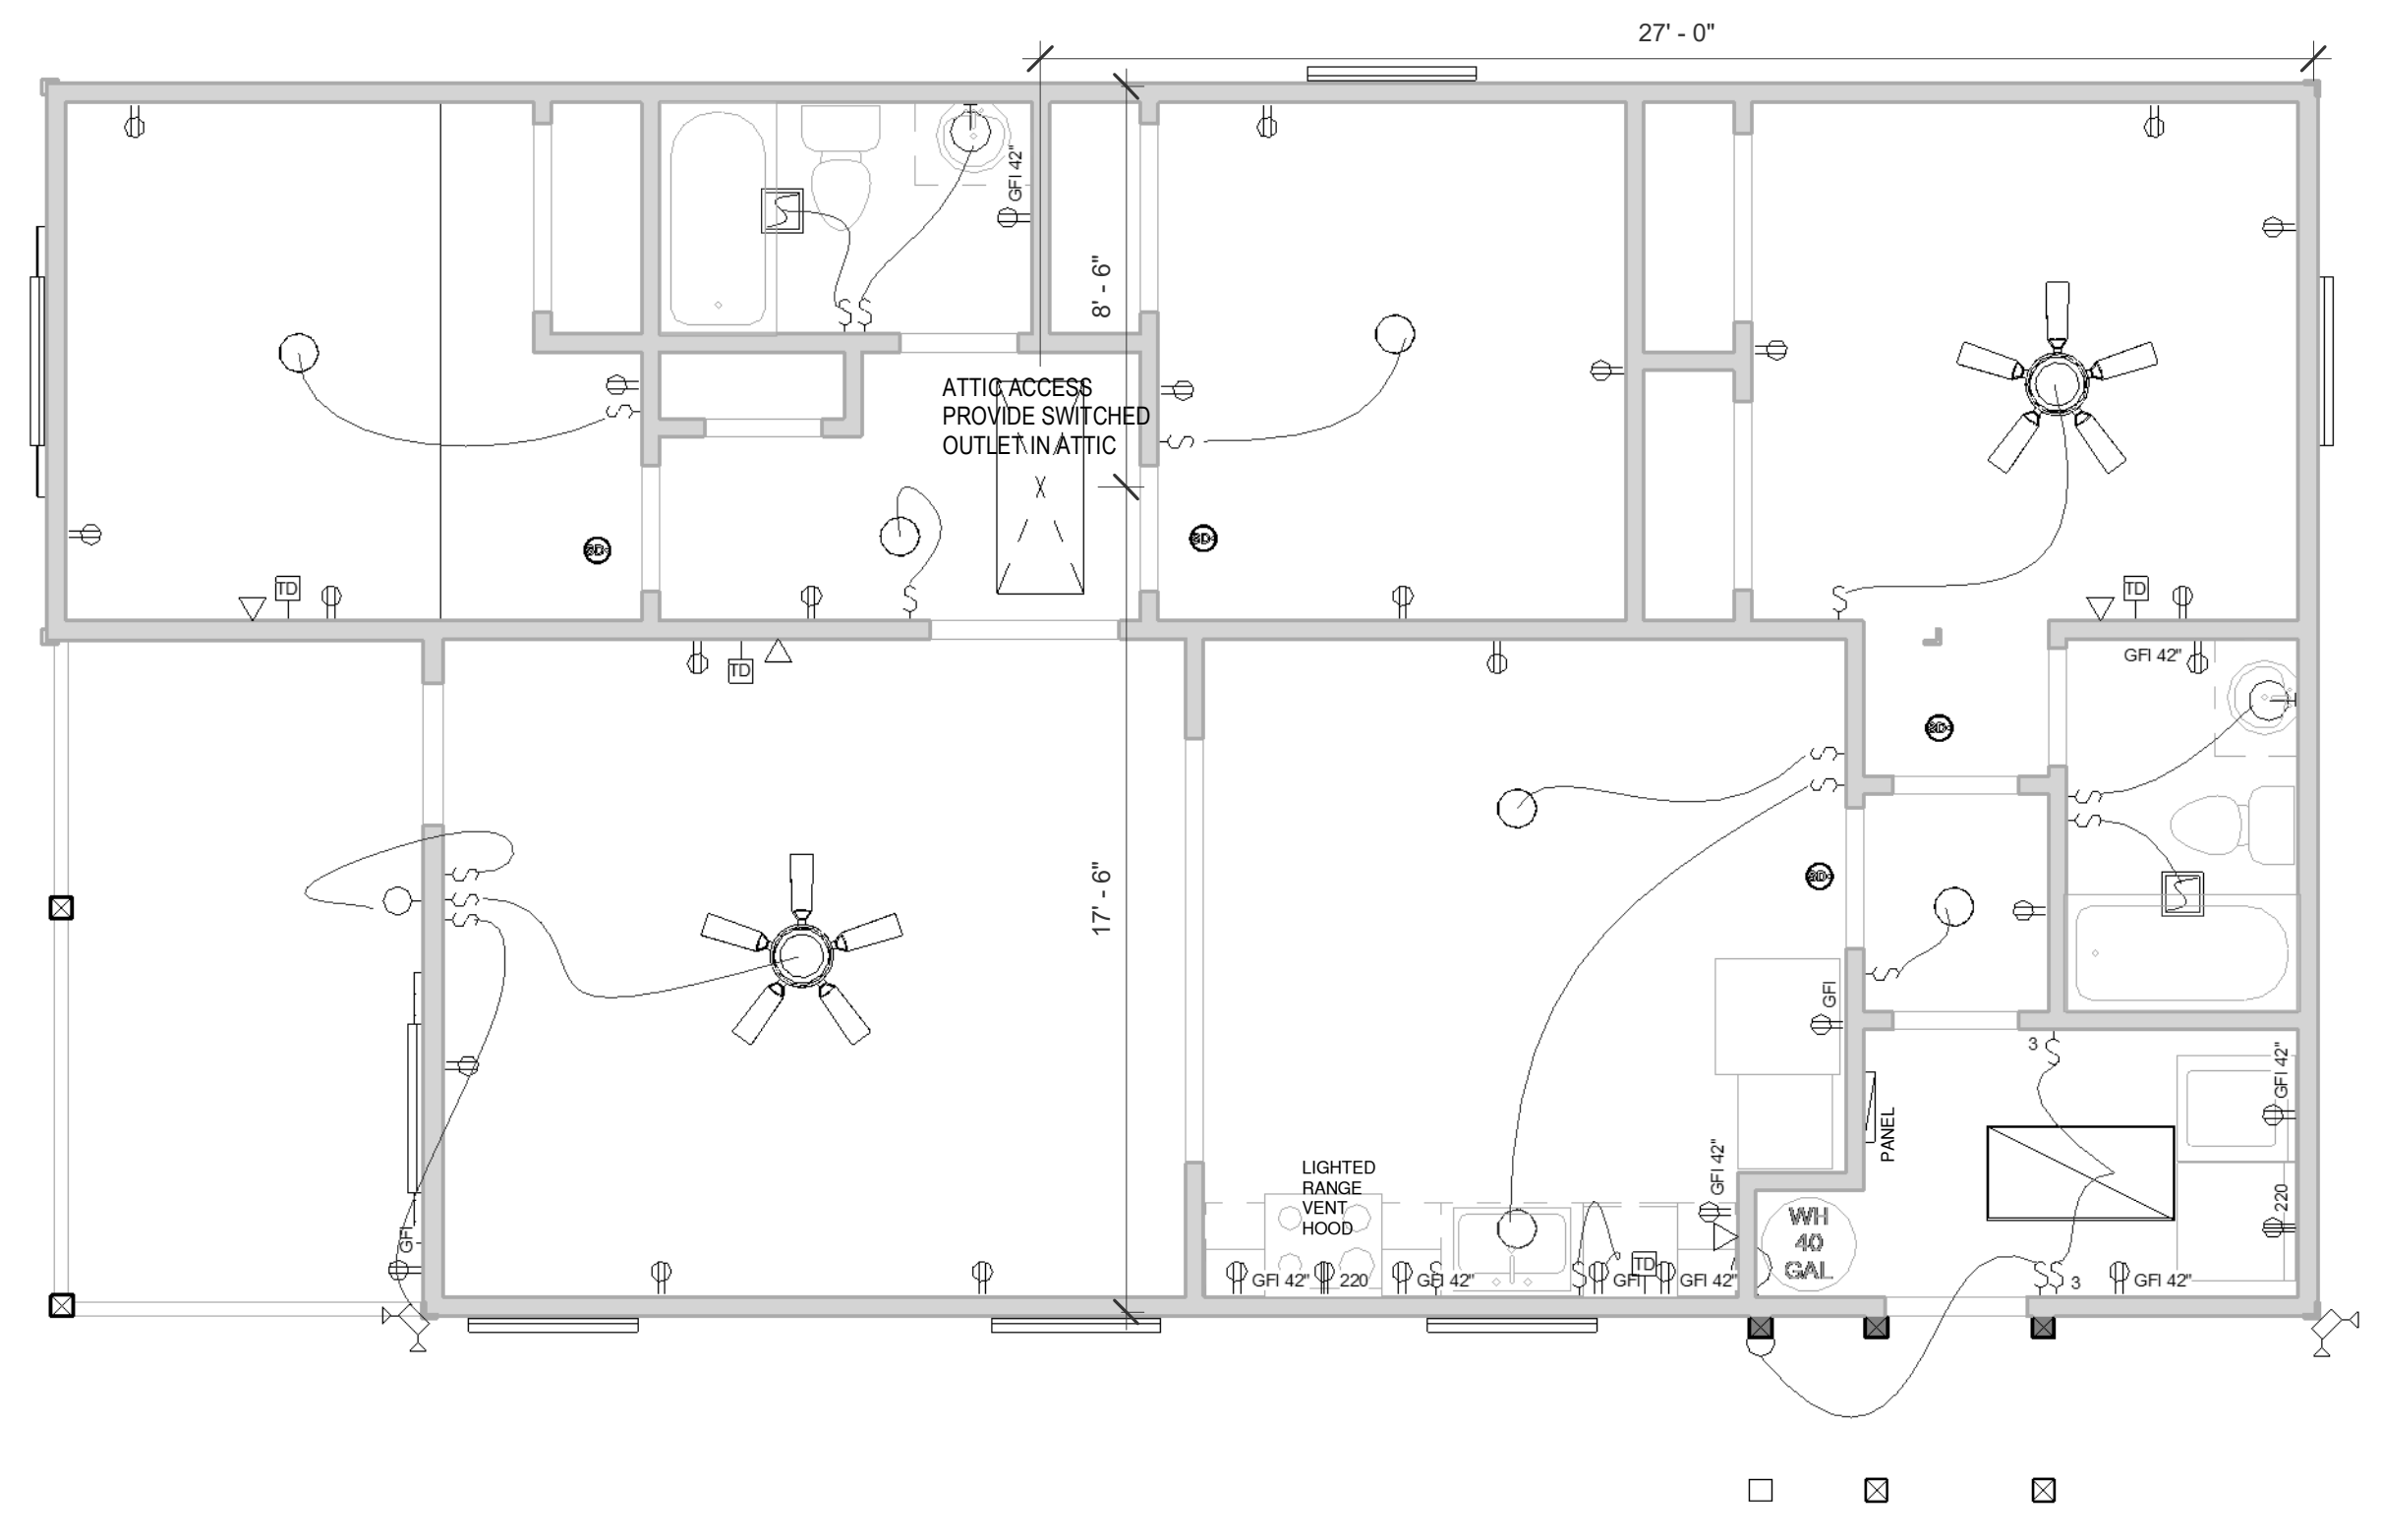 27' - 0"
GFI 42"
8' - 6"
ATTIC ACCESS
PROVIDE SWITCHED
OUTLET IN ATTIC
X
SD
SD
TD
TD
TD
GFI 42"
SD
17' - 6"
SD
GFI
3
GFI 42"
PANEL
LIGHTED
RANGE
VENT
HOOD
GFI 42"
220
WH
40
GAL
GFI
GFI 42"
220
GFI 42"
TD
GFI
GFI 42"
3
GFI 42"